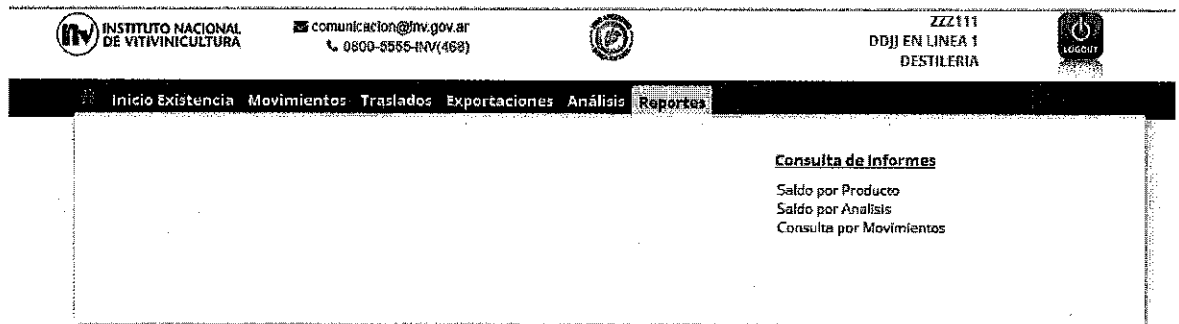 INSTITUTO NACIONAL
DE VITIVINICULTURA
comunicacion@inv.gov.ar
0800-5555-INV(468)
ZZZ111
DDJJ EN LINEA 1
DESTILERIA
LOGOUT
Inicio Existencia Movimientos Traslados Exportaciones Análisis Reportes
Consulta de Informes
Saldo por Producto
Saldo por Analisis
Consulta por Movimientos